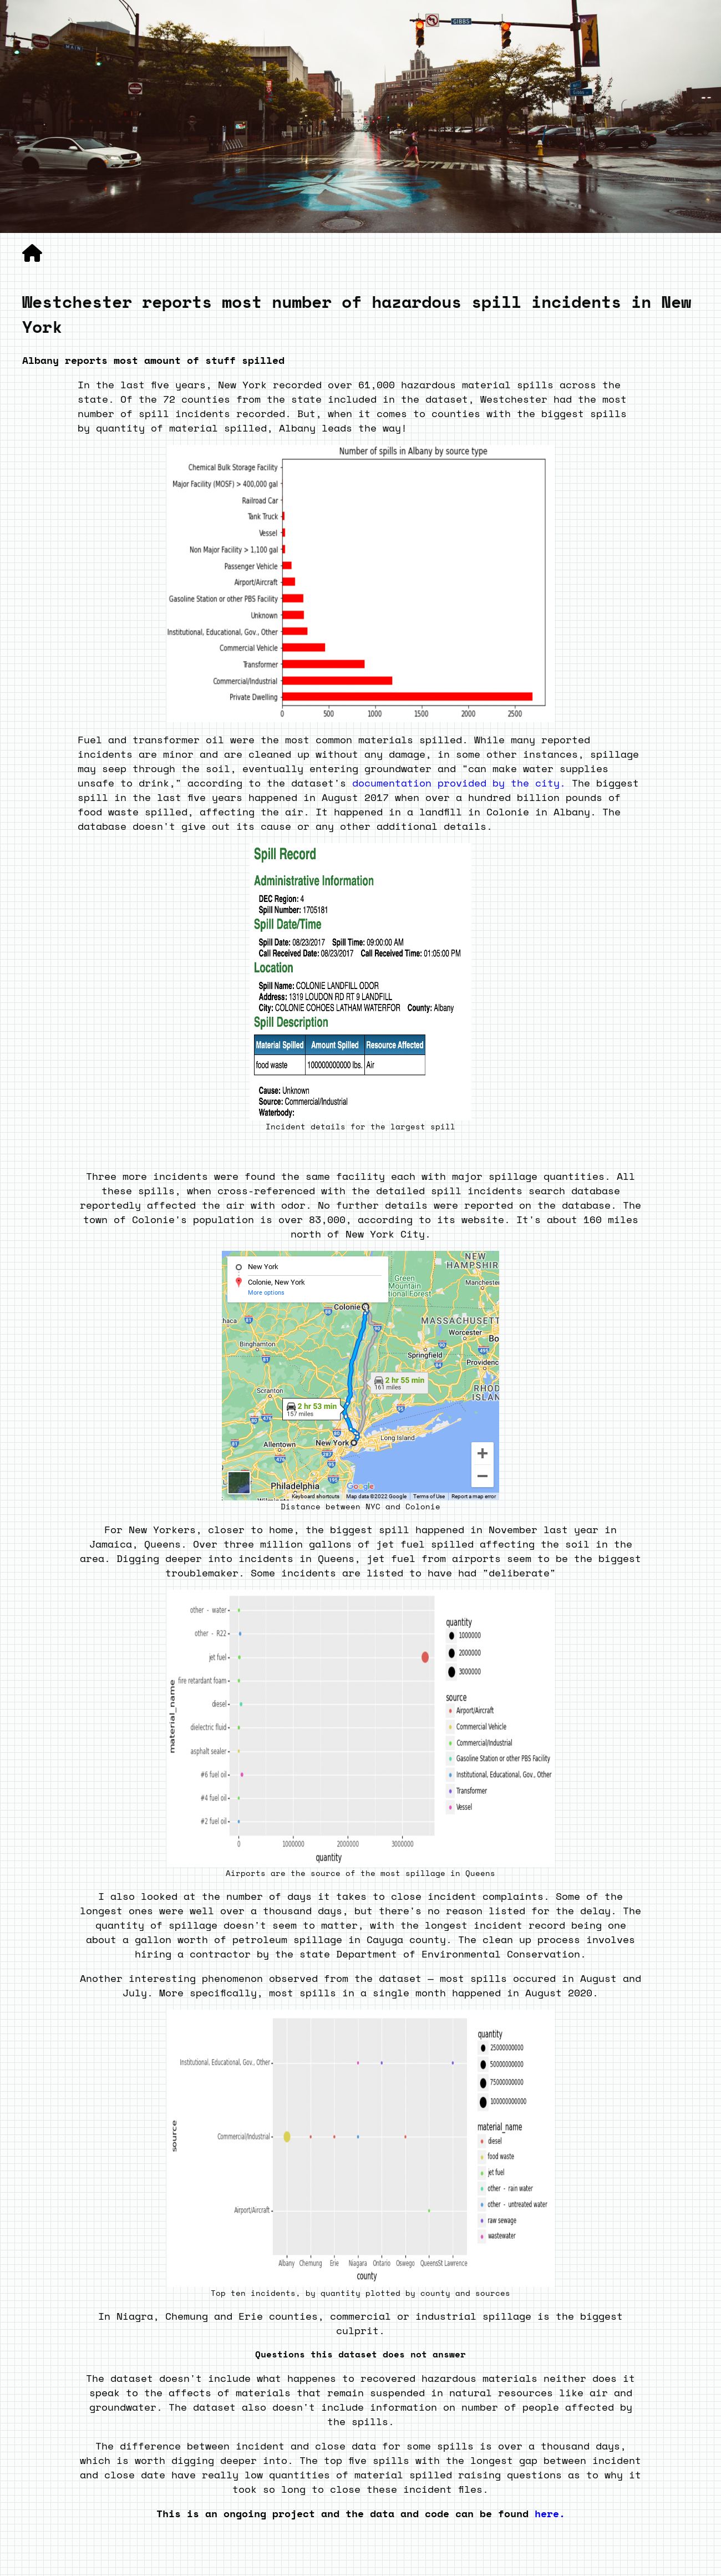 MAIN
GIBBS
Westchester reports most number of hazardous spill incidents in New
York
Albany reports most amount of stuff spilled
In the last five years, New York recorded over 61,000 hazardous material spills across the
state. Of the 72 counties from the state included in the dataset, Westchester had the most
number of spill incidents recorded. But, when it comes to counties with the biggest spills
by quantity of material spilled, Albany leads the way!
Number of spills in Albany by source type
Chemical Bulk Storage Facility
Major Facility (MOSF) > 400,000 gal
Railroad Car
Tank Truck
Vessel
Non Major Facility > 1,100 gal
Passenger Vehicle
Airport/Aircraft
Gasoline Station or other PBS Facility
Unknown
Institutional, Educational, Gov., Other
Commercial Vehicle
Transformer
Commercial/Industrial
Private Dwelling
0 500 1000 1500 2000 2500
Fuel and transformer oil were the most common materials spilled. While many reported
incidents are minor and are cleaned up without any damage, in some other instances, spillage
may seep through the soil, eventually entering groundwater and "can make water supplies
unsafe to drink," according to the dataset's documentation provided by the city. The biggest
spill in the last five years happened in August 2017 when over a hundred billion pounds of
food waste spilled, affecting the air. It happened in a landfill in Colonie in Albany. The
database doesn't give out its cause or any other additional details.
Spill Record
Administrative Information
DEC Region: 4
Spill Number: 1705181
Spill Date/Time
Spill Date: 08/23/2017 Spill Time: 09:00:00 AM
Call Received Date: 08/23/2017 Call Received Time: 01:05:00 PM
Location
Spill Name: COLONIE LANDFILL ODOR
Address: 1319 LOUDON RD RT 9 LANDFILL
City: COLONIE COHOES LATHAM WATERFOR County: Albany
Spill Description
Material Spilled Amount Spilled Resource Affected
food waste 100000000000 lbs. Air
Cause: Unknown
Source: Commercial/Industrial
Waterbody:
Incident details for the largest spill
Three more incidents were found the same facility each with major spillage quantities. All
these spills, when cross-referenced with the detailed spill incidents search database
reportedly affected the air with odor. No further details were reported on the database. The
town of Colonie's population is over 83,000, according to its website. It's about 160 miles
north of New York City.
New York
Colonie, New York
More options
NEW
HAMPSHIR
Green
untain
onal Forest
Manchester
Colonie
haca
MASSACHUSETT
Worcester
Bo
Binghamton
Springfield
Providenc
Scranton
RHOD
ISLAN
2 hr 55 min
161 miles
2 hr 53 min
157 miles
Long Island
Allentown
New York
Philadelphia
Google
Keyboard shortcuts Map data ©2022 Google Terms of Use Report a map error
Distance between NYC and Colonie
For New Yorkers, closer to home, the biggest spill happened in November last year in
Jamaica, Queens. Over three million gallons of jet fuel spilled affecting the soil in the
area. Digging deeper into incidents in Queens, jet fuel from airports seem to be the biggest
troublemaker. Some incidents are listed to have had "deliberate"
material_name
other - water
other - R22
jet fuel
fire retardant foam
diesel
dielectric fluid
asphalt sealer
#6 fuel oil
#4 fuel oil
#2 fuel oil
0 1000000 2000000 3000000
quantity
quantity
1000000
2000000
3000000
source
Airport/Aircraft
Commercial Vehicle
Commercial/Industrial
Gasoline Station or other PBS Facility
Institutional, Educational, Gov., Other
Transformer
Vessel
Airports are the source of the most spillage in Queens
I also looked at the number of days it takes to close incident complaints. Some of the
longest ones were well over a thousand days, but there's no reason listed for the delay. The
quantity of spillage doesn't seem to matter, with the longest incident record being one
about a gallon worth of petroleum spillage in Cayuga county. The clean up process involves
hiring a contractor by the state Department of Environmental Conservation.
Another interesting phenomenon observed from the dataset — most spills occured in August and
July. More specifically, most spills in a single month happened in August 2020.
source
Institutional, Educational, Gov., Other
Commercial/Industrial
Airport/Aircraft
Albany Chemung Erie Niagara Ontario Oswego Queens St Lawrence
county
quantity
25000000000
50000000000
75000000000
100000000000
material_name
diesel
food waste
jet fuel
other - rain water
other - untreated water
raw sewage
wastewater
Top ten incidents, by quantity plotted by county and sources
In Niagra, Chemung and Erie counties, commercial or industrial spillage is the biggest
culprit.
Questions this dataset does not answer
The dataset doesn't include what happenes to recovered hazardous materials neither does it
speak to the affects of materials that remain suspended in natural resources like air and
groundwater. The dataset also doesn't include information on number of people affected by
the spills.
The difference between incident and close data for some spills is over a thousand days,
which is worth digging deeper into. The top five spills with the longest gap between incident
and close date have really low quantities of material spilled raising questions as to why it
took so long to close these incident files.
This is an ongoing project and the data and code can be found here.